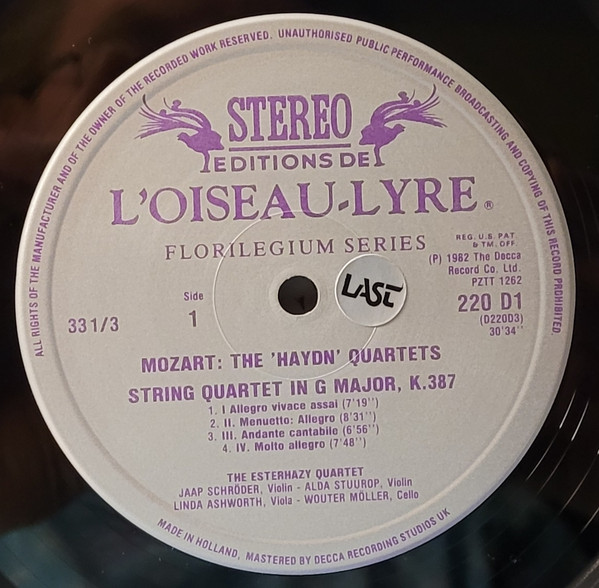 ALL RIGHTS OF THE MANUFACTURER AND OF THE OWNER OF THE RECORDED WORK RESERVED. UNAUTHORISED PUBLIC PERFORMANCE BROADCASTING AND COPYING OF THIS RECORD PROHIBITED.
STEREO
EDITIONS DE
L'OISEAU-LYRE ®
FLORILEGIUM SERIES
REG. U.S. PAT.
& TM. OFF.
(P) 1982 The Decca
Record Co. Ltd.
PZTT 1262
LAST
Side
1
33 1/3
220 D1
(D220D3)
30'34"
MOZART: THE 'HAYDN' QUARTETS
STRING QUARTET IN G MAJOR, K.387
1. I Allegro vivace assai (7'19")
2. II. Menuetto: Allegro (8'31")
3. III. Andante cantabile (6'56")
4. IV. Molto allegro (7'48")
THE ESTERHAZY QUARTET
JAAP SCHRÖDER, Violin - ALDA STUUROP, Violin
LINDA ASHWORTH, Viola - WOUTER MÖLLER, Cello
MADE IN HOLLAND, MASTERED BY DECCA RECORDING STUDIOS UK